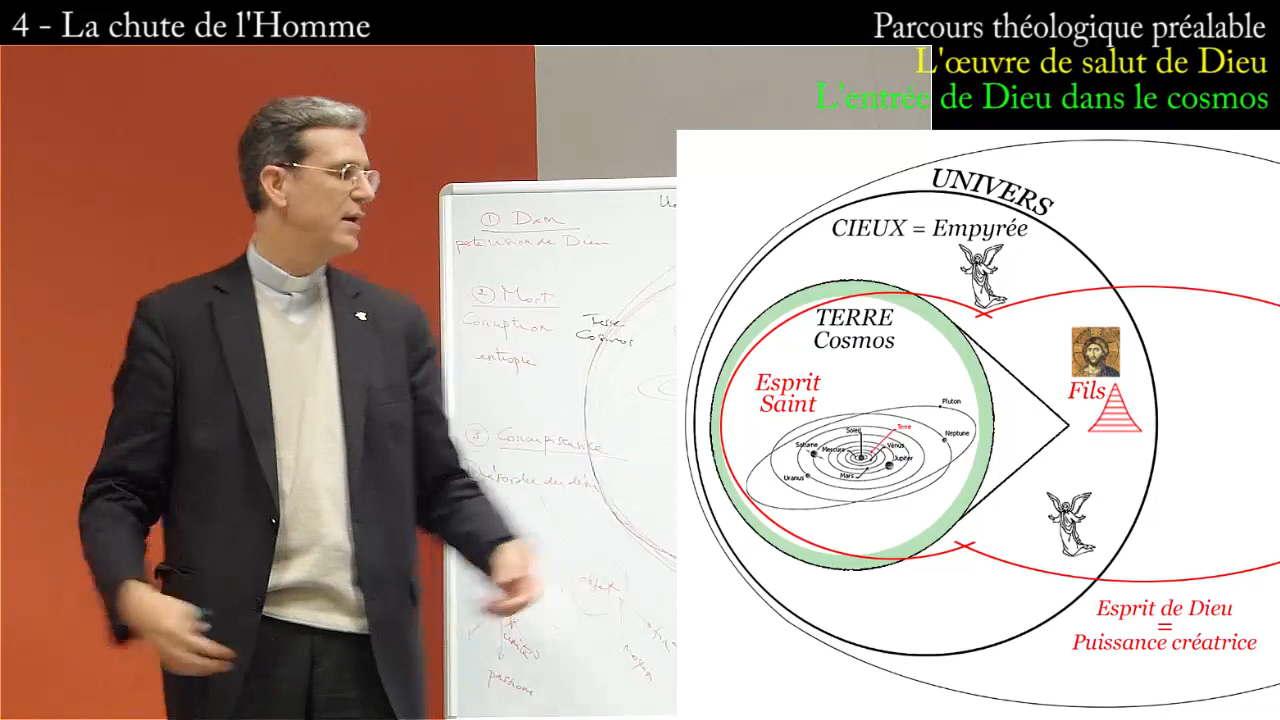 4 - La chute de l'Homme
Parcours théologique préalable
L'œuvre de salut de Dieu
L'entrée de Dieu dans le cosmos
① Dam
② Mort
Corruption
entropie
Terre
Cosmos
③ Concupiscence
UNIVERS
CIEUX = Empyrée
TERRE
Cosmos
Esprit
Saint
Fils
Pluton
Soleil
Terre
Neptune
Saturne
Mercure
Vénus
Jupiter
Uranus
Mars
Esprit de Dieu
=
Puissance créatrice